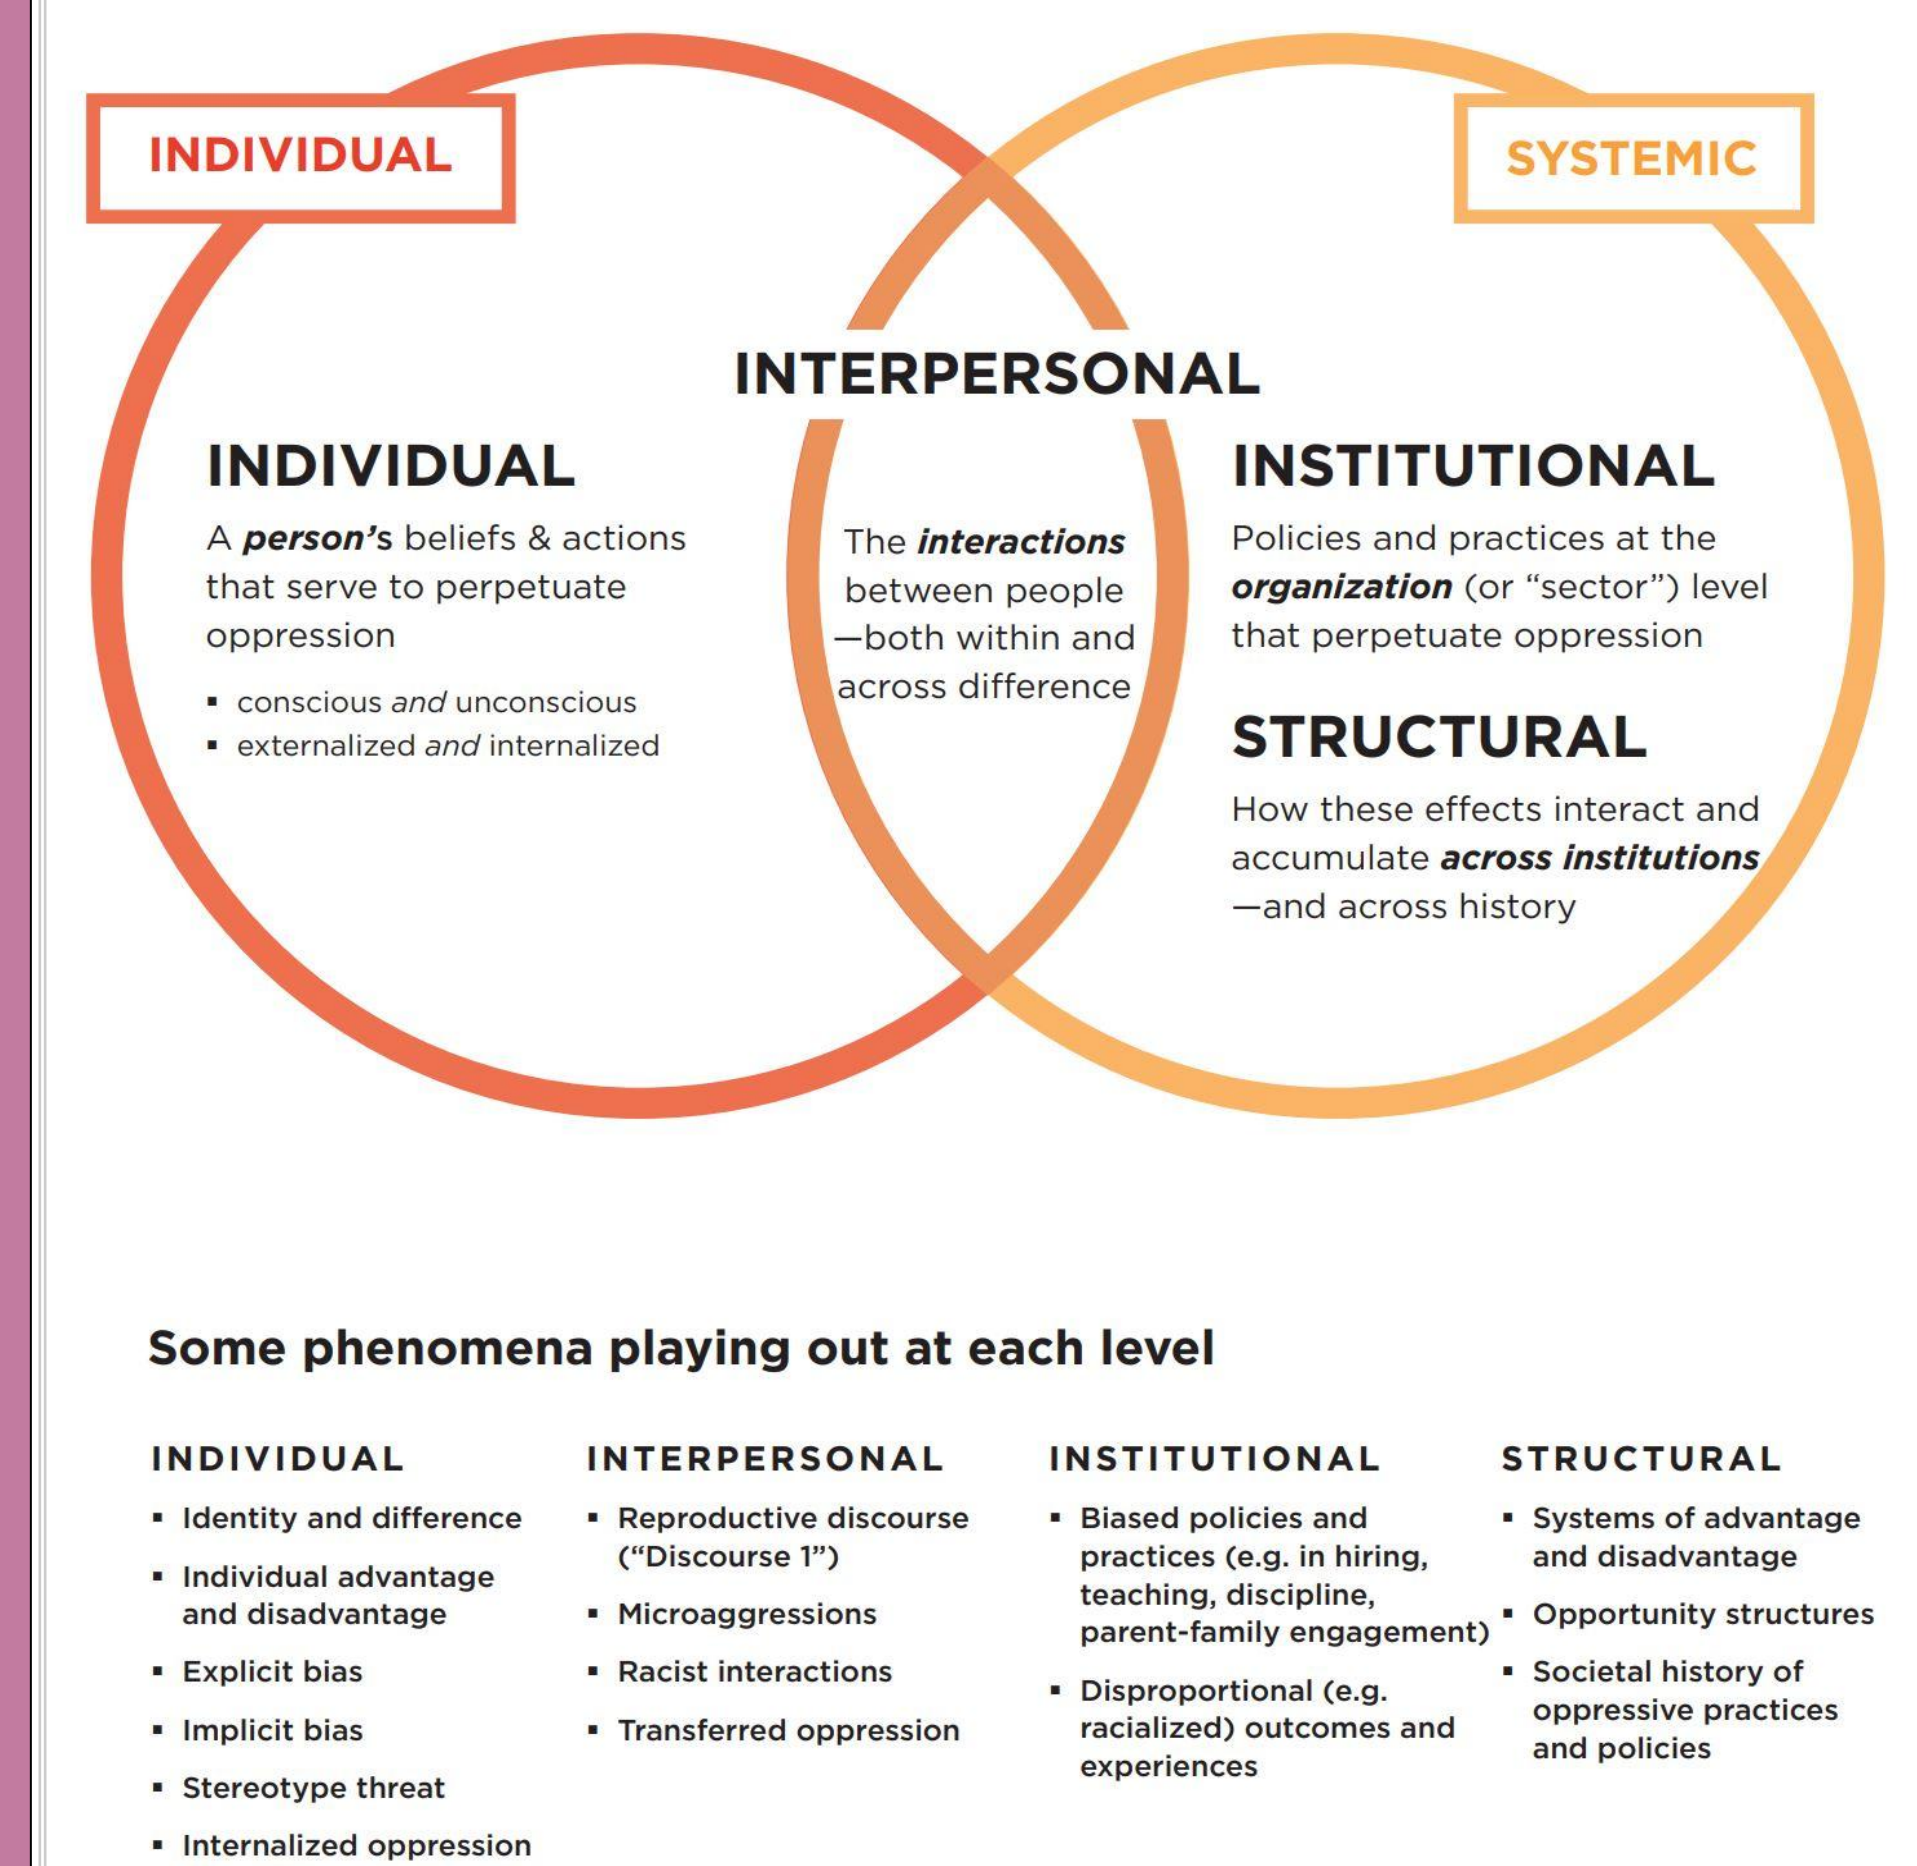 INDIVIDUAL
SYSTEMIC
INTERPERSONAL
INDIVIDUAL
A person's beliefs & actions
that serve to perpetuate
oppression
▪ conscious and unconscious
▪ externalized and internalized
The interactions
between people
—both within and
across difference
INSTITUTIONAL
Policies and practices at the
organization (or “sector”) level
that perpetuate oppression
STRUCTURAL
How these effects interact and
accumulate across institutions
—and across history
Some phenomena playing out at each level
INDIVIDUAL
▪ Identity and difference
▪ Individual advantage
and disadvantage
▪ Explicit bias
▪ Implicit bias
▪ Stereotype threat
▪ Internalized oppression
INTERPERSONAL
▪ Reproductive discourse
(“Discourse 1”)
▪ Microaggressions
▪ Racist interactions
▪ Transferred oppression
INSTITUTIONAL
▪ Biased policies and
practices (e.g. in hiring,
teaching, discipline,
parent-family engagement)
▪ Disproportional (e.g.
racialized) outcomes and
experiences
STRUCTURAL
▪ Systems of advantage
and disadvantage
▪ Opportunity structures
▪ Societal history of
oppressive practices
and policies